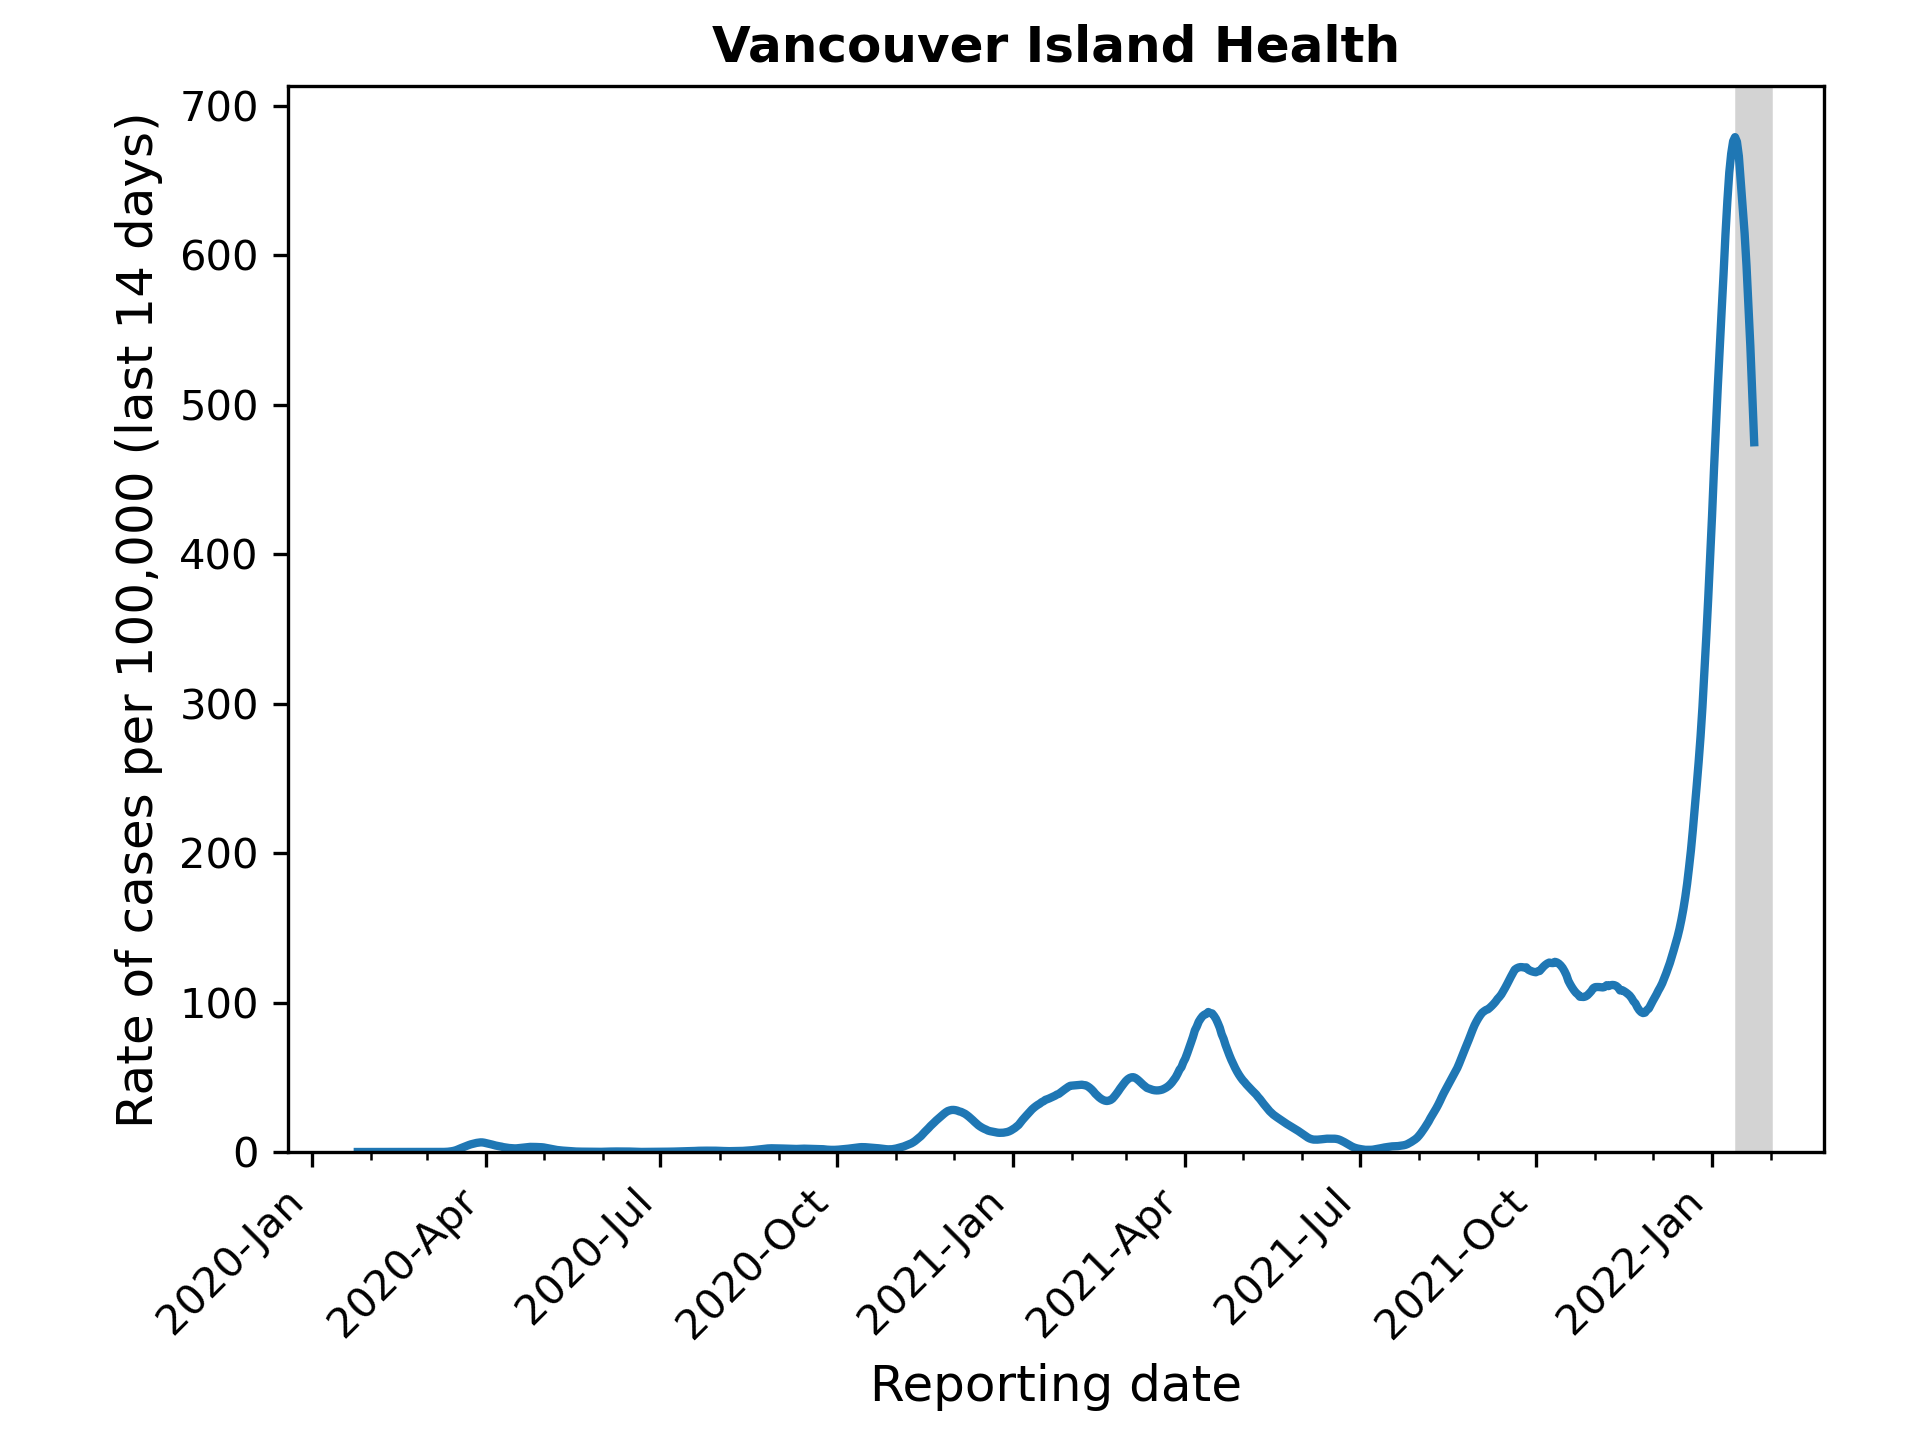 Vancouver Island Health
Rate of cases per 100,000 (last 14 days)
700
600
500
400
300
200
100
0
2020-Jan
2020-Apr
2020-Jul
2020-Oct
2021-Jan
2021-Apr
2021-Jul
2021-Oct
2022-Jan
Reporting date